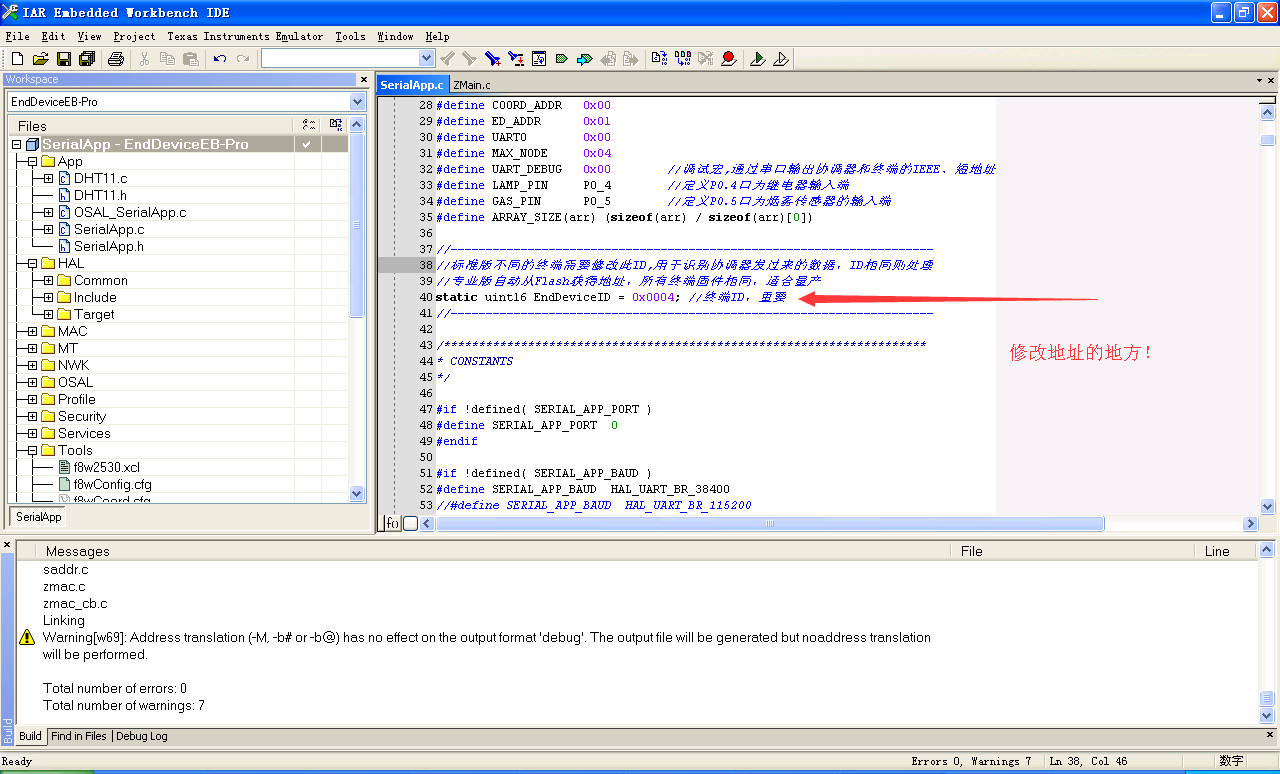 IAR Embedded Workbench IDE
File Edit View Project Texas Instruments Emulator Tools Window Help
Workspace
EndDeviceEB-Pro
Files
SerialApp - EndDeviceEB-Pro
App
DHT11.c
DHT11.h
OSAL_SerialApp.c
SerialApp.c
SerialApp.h
HAL
Common
Include
Target
MAC
MT
NWK
OSAL
Profile
Security
Services
Tools
f8w2530.xcl
f8wConfig.cfg
f8wCoord.cfg
SerialApp
SerialApp.c ZMain.c
28 #define COORD_ADDR 0x00
29 #define ED_ADDR 0x01
30 #define UART0 0x00
31 #define MAX_NODE 0x04
32 #define UART_DEBUG 0x00 //调试宏,通过串口输出协调器和终端的IEEE、短地址
33 #define LAMP_PIN P0_4 //定义P0.4口为继电器输入端
34 #define GAS_PIN P0_5 //定义P0.5口为烟雾传感器的输入端
35 #define ARRAY_SIZE(arr) (sizeof(arr) / sizeof(arr)[0])
36
37 //---------------------------------------------------------------------
38 //标准版不同的终端需要修改此ID,用于识别协调器发过来的数据，ID相同则处理
39 //专业版自动从Flash获得地址，所有终端固件相同，适合量产
40 static uint16 EndDeviceID = 0x0004; //终端ID，重要
41 //---------------------------------------------------------------------
42
43 /*********************************************************************
44 * CONSTANTS
45 */
46
47 #if !defined( SERIAL_APP_PORT )
48 #define SERIAL_APP_PORT 0
49 #endif
50
51 #if !defined( SERIAL_APP_BAUD )
52 #define SERIAL_APP_BAUD HAL_UART_BR_38400
53 //#define SERIAL_APP_BAUD HAL_UART_BR_115200
修改地址的地方！
f()
Messages File Line
saddr.c
zmac.c
zmac_cb.c
Linking
Warning[w69]: Address translation (-M, -b# or -b@) has no effect on the output format 'debug'. The output file will be generated but noaddress translation
will be performed.
Total number of errors: 0
Total number of warnings: 7
Build
Build Find in Files Debug Log
Ready Errors 0, Warnings 7 Ln 38, Col 46 数字